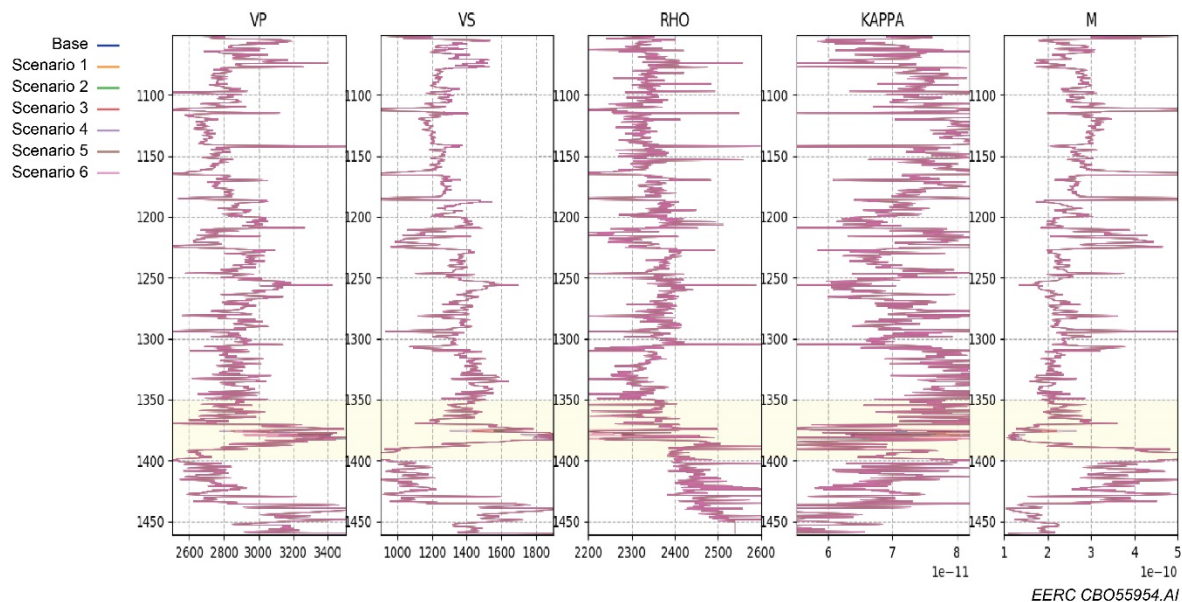 VP VS RHO KAPPA M
Base
Scenario 1
Scenario 2
Scenario 3
Scenario 4
Scenario 5
Scenario 6
1100 1100 1100 1100 1100
1150 1150 1150 1150 1150
1200 1200 1200 1200 1200
1250 1250 1250 1250 1250
1300 1300 1300 1300 1300
1350 1350 1350 1350 1350
1400 1400 1400 1400 1400
1450 1450 1450 1450 1450
2600 2800 3000 3200 3400 1000 1200 1400 1600 1800 2200 2300 2400 2500 2600 6 7 8 1 2 3 4 5
1e−11 1e−10
EERC CBO55954.AI